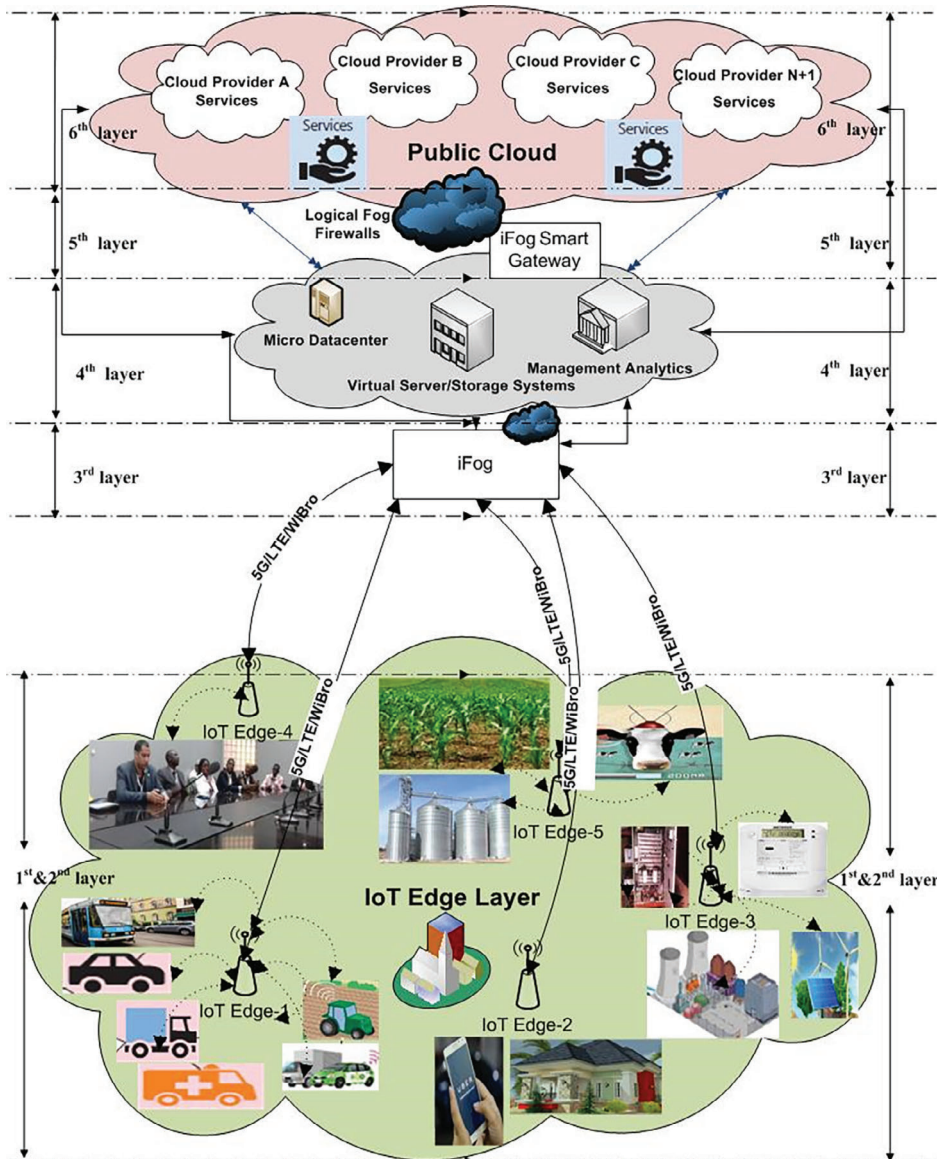 Cloud Provider A
Services
Cloud Provider B
Services
Cloud Provider C
Services
Cloud Provider N+1
Services
6th layer
6th layer
Services
Services
Public Cloud
Logical Fog
Firewalls
iFog Smart
Gateway
5th layer
5th layer
Micro Datacenter
Virtual Server/Storage Systems
Management Analytics
4th layer
4th layer
iFog
3rd layer
3rd layer
5G/LTE/WiBro
5G/LTE/WiBro
5G/LTE/WiBro
5G/LTE/WiBro
5G/LTE/WiBro
IoT Edge-4
IoT Edge-5
IoT Edge-3
1st&2nd layer
1st&2nd layer
IoT Edge Layer
IoT Edge-1
IoT Edge-2